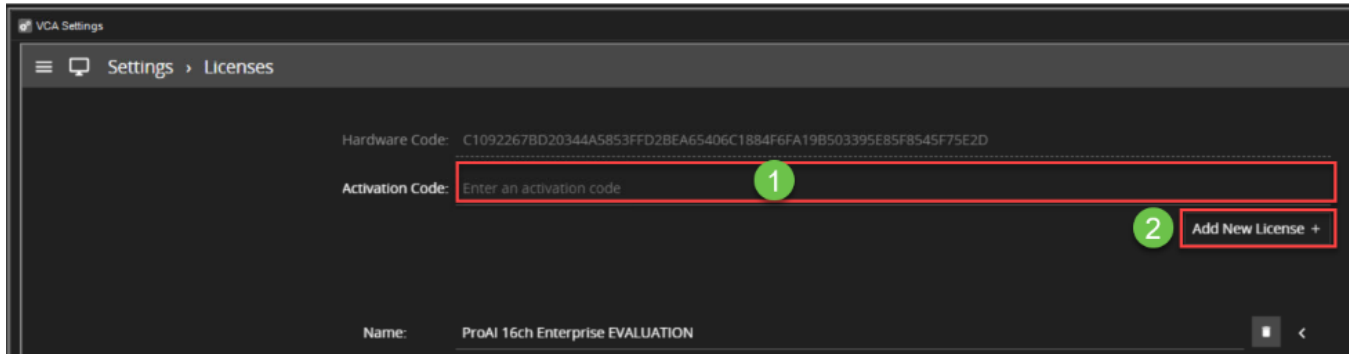 VCA Settings
Settings › Licenses
Hardware Code: C1092267BD20344A5853FFD2BEA65406C1884F6FA19B503395E85F8545F75E2D
Activation Code: Enter an activation code
1
2
Add New License +
Name: ProAI 16ch Enterprise EVALUATION